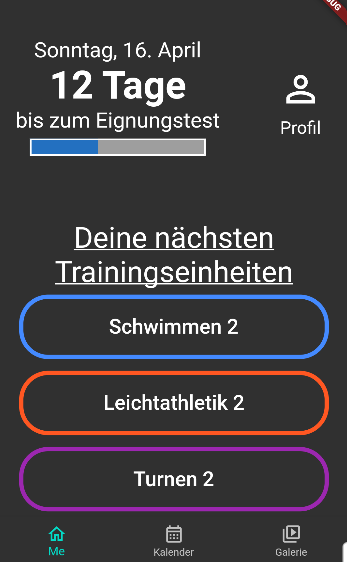 Sonntag, 16. April
12 Tage
bis zum Eignungstest
Profil
Deine nächsten
Trainingseinheiten
Schwimmen 2
Leichtathletik 2
Turnen 2
Me
Kalender
Galerie